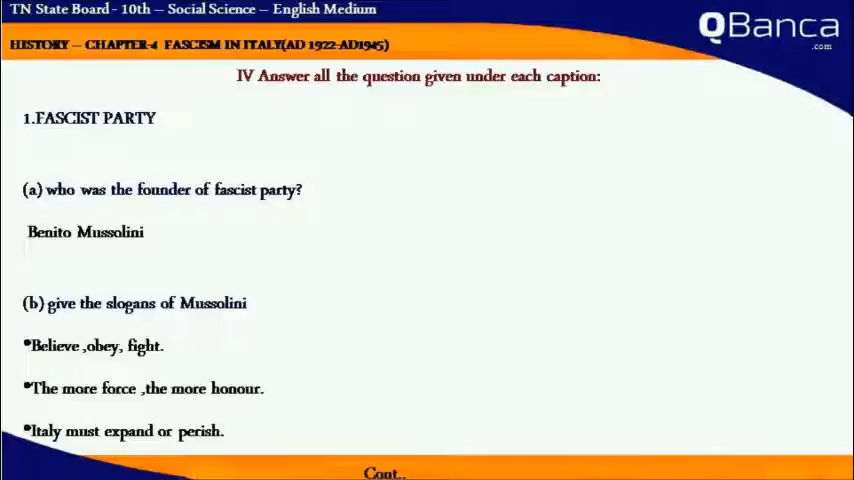 TN State Board - 10th – Social Science – English Medium
QBanca
.com
HISTORY – CHAPTER-4 FASCISM IN ITALY(AD 1922-AD1945)
IV Answer all the question given under each caption:
1.FASCIST PARTY
(a) who was the founder of fascist party?
Benito Mussolini
(b) give the slogans of Mussolini
•Believe ,obey, fight.
•The more force ,the more honour.
•Italy must expand or perish.
Cont..